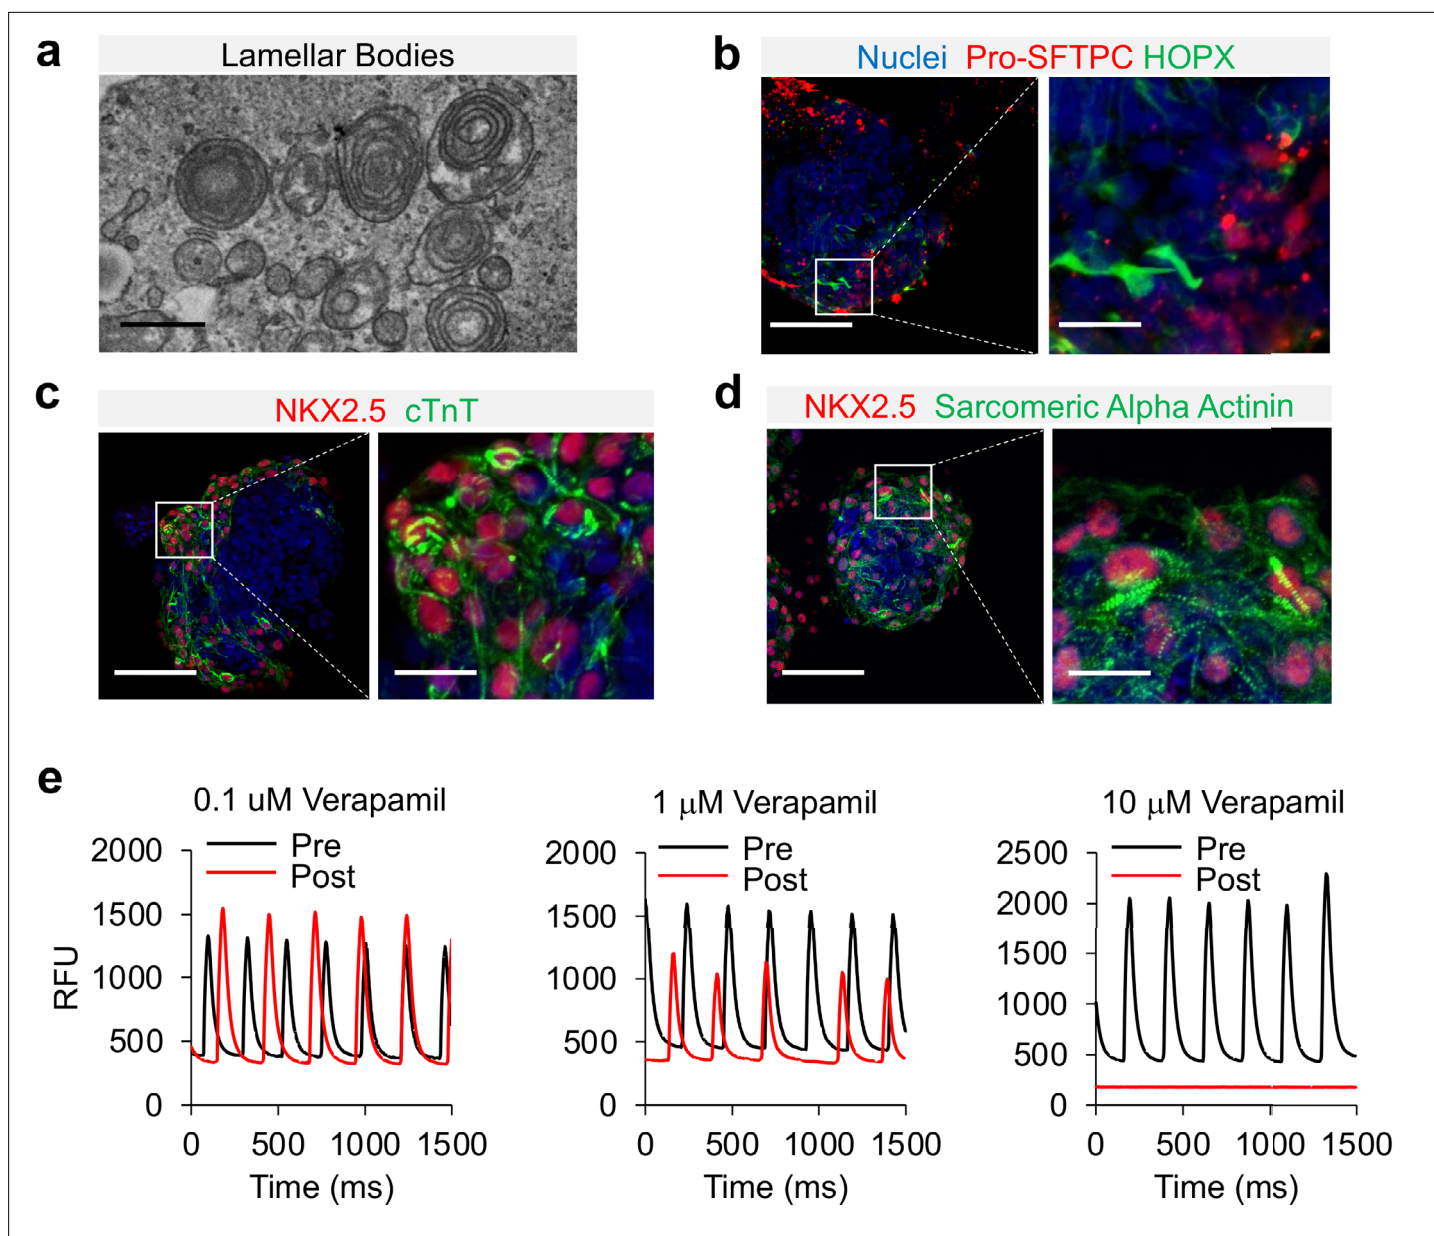 a
Lamellar Bodies
b
Nuclei Pro-SFTPC HOPX
c
NKX2.5 cTnT
d
NKX2.5 Sarcomeric Alpha Actinin
e
0.1 uM Verapamil
Pre
Post
2000
1500
1000
500
0
RFU
0 500 1000 1500
Time (ms)
1 μM Verapamil
Pre
Post
2000
1500
1000
500
0
0 500 1000 1500
Time (ms)
10 μM Verapamil
Pre
Post
2500
2000
1500
1000
500
0
0 500 1000 1500
Time (ms)